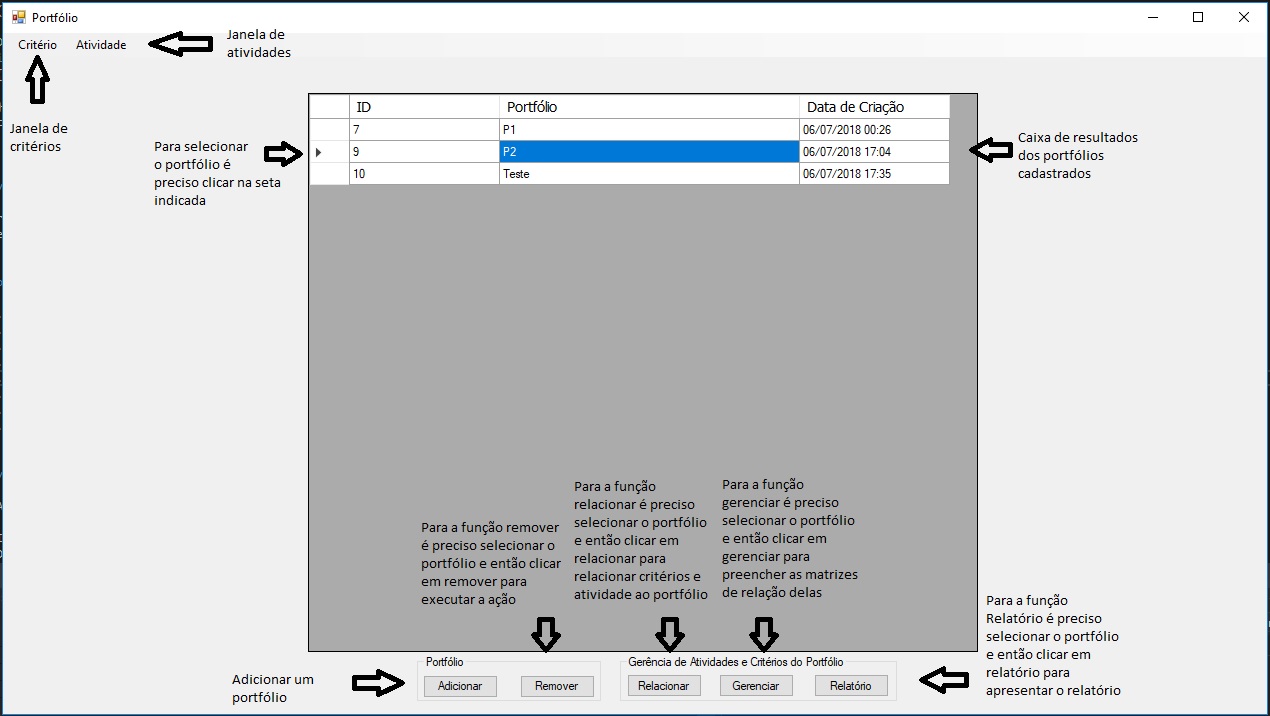 Portfólio
Critério Atividade
Janela de
atividades
Janela de
critérios
Para selecionar
o portfólio é
preciso clicar na seta
indicada
ID Portfólio Data de Criação
7 P1 06/07/2018 00:26
9 P2 06/07/2018 17:04
10 Teste 06/07/2018 17:35
Caixa de resultados
dos portfólios
cadastrados
Para a função remover
é preciso selecionar o
portfólio e então clicar
em remover para
executar a ação
Para a função
relacionar é preciso
selecionar o portfólio
e então clicar em
relacionar para
relacionar critérios e
atividade ao portfólio
Para a função
gerenciar é preciso
selecionar o portfólio
e então clicar em
gerenciar para
preencher as matrizes
de relação delas
Para a função
Relatório é preciso
selecionar o portfólio
e então clicar em
relatório para
apresentar o relatório
Adicionar um
portfólio
Portfólio
Adicionar Remover
Gerência de Atividades e Critérios do Portfólio
Relacionar Gerenciar Relatório